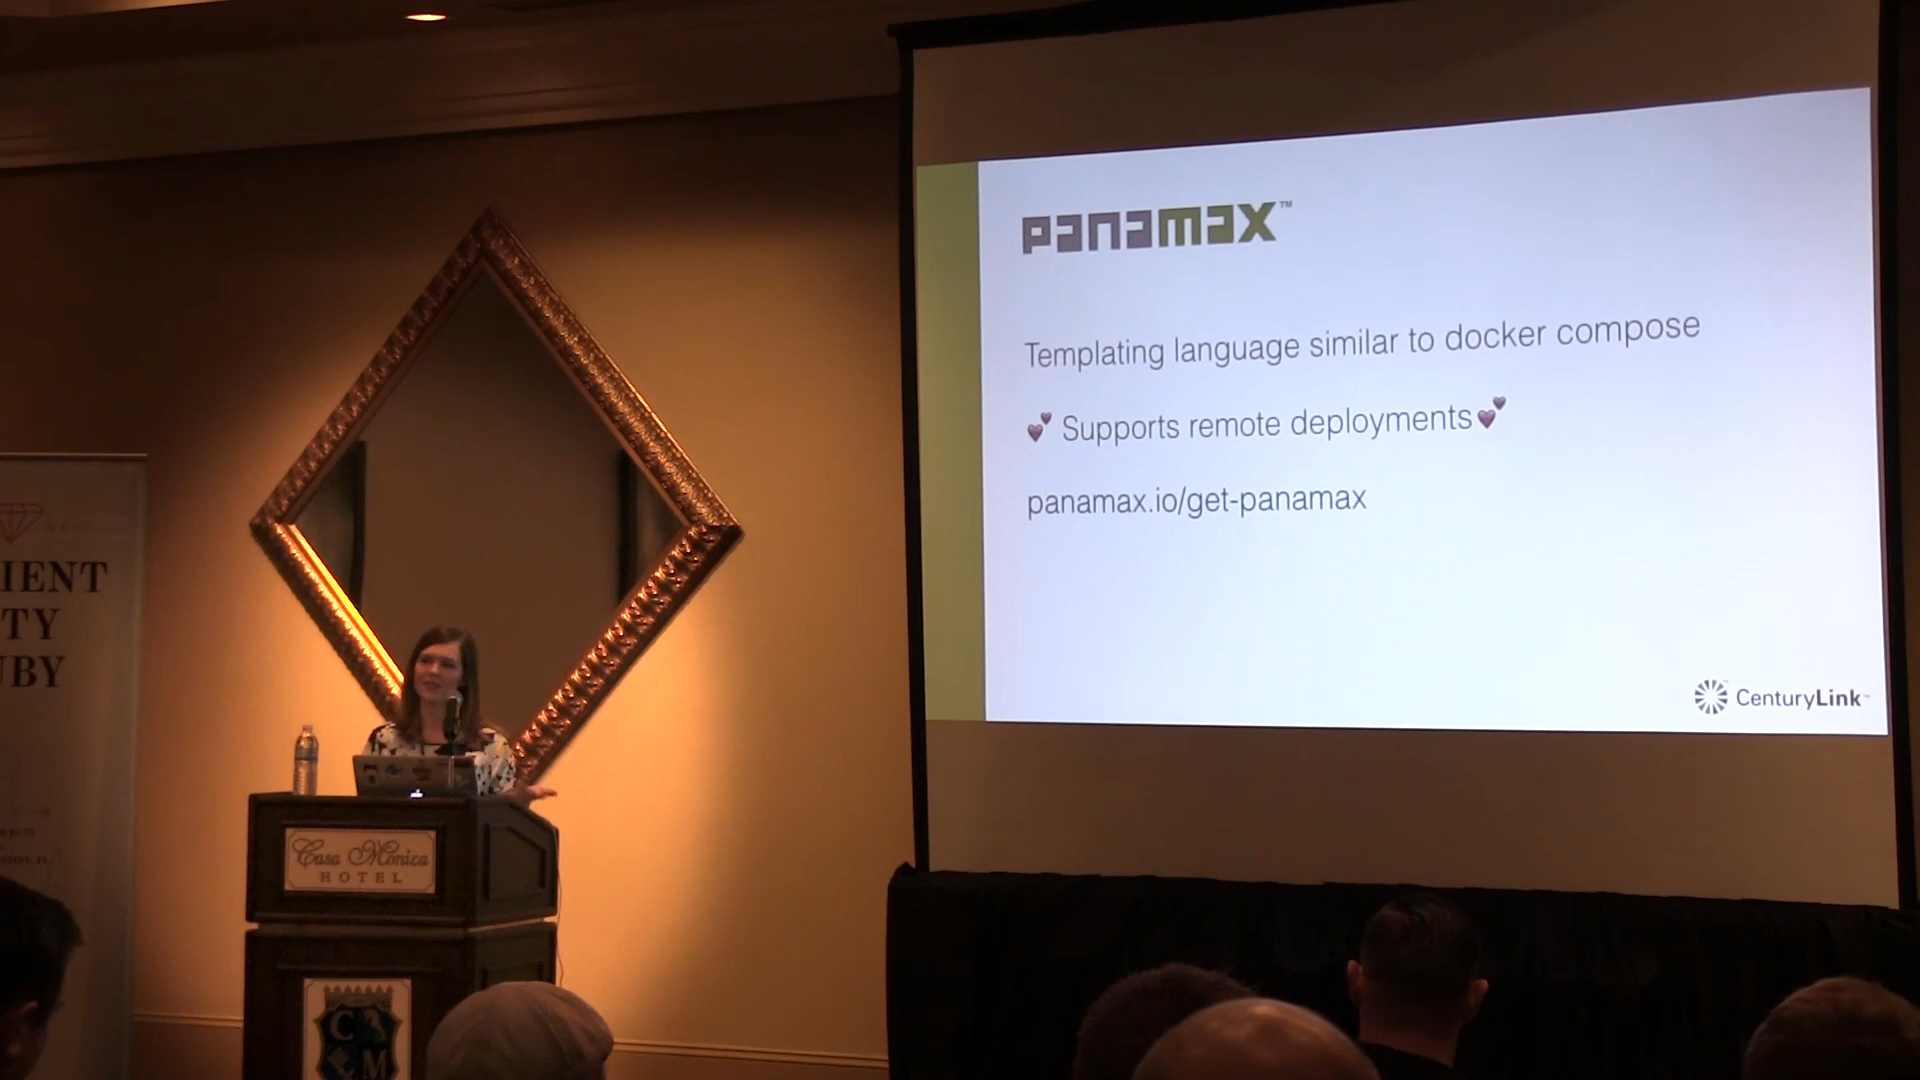 panamax™
Templating language similar to docker compose
💕 Supports remote deployments 💕
panamax.io/get-panamax
CenturyLink™
IENT
TY
UBY
Casa Monica
HOTEL
C
M